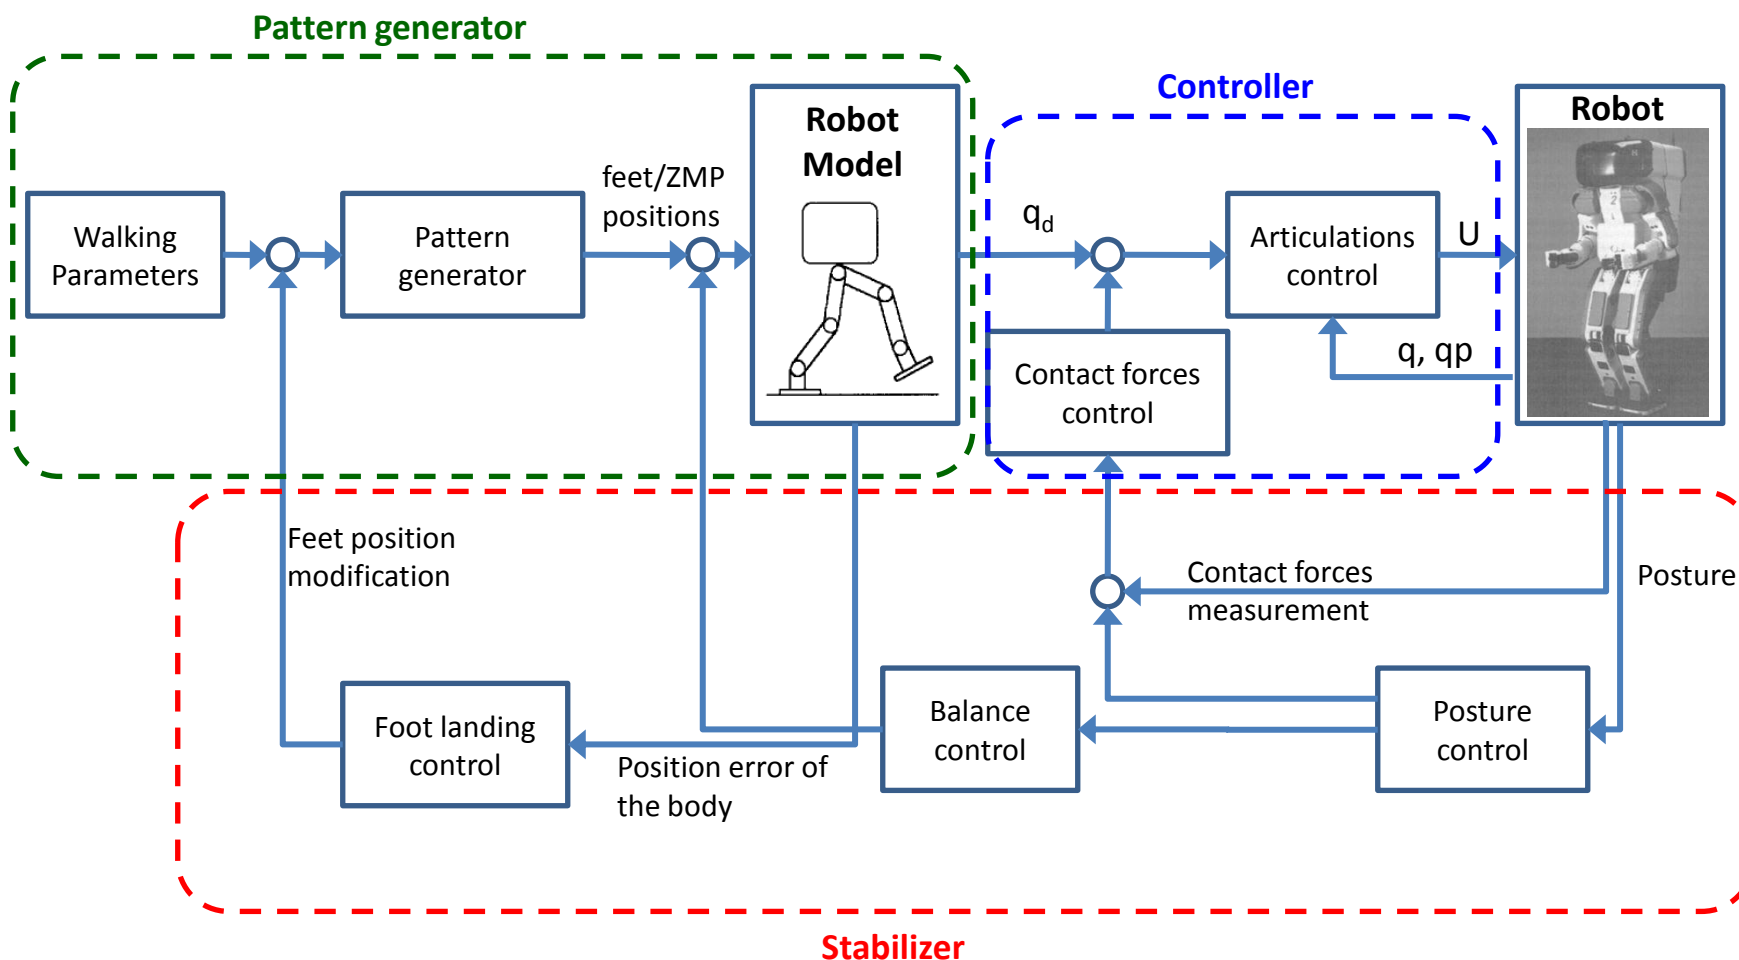 Pattern generator
Controller
Robot
Model
Robot
feet/ZMP
positions
Walking
Parameters
Pattern
generator
q_d
Articulations
control
U
q, qp
Contact forces
control
Feet position
modification
Contact forces
measurement
Posture
Foot landing
control
Position error of
the body
Balance
control
Posture
control
Stabilizer